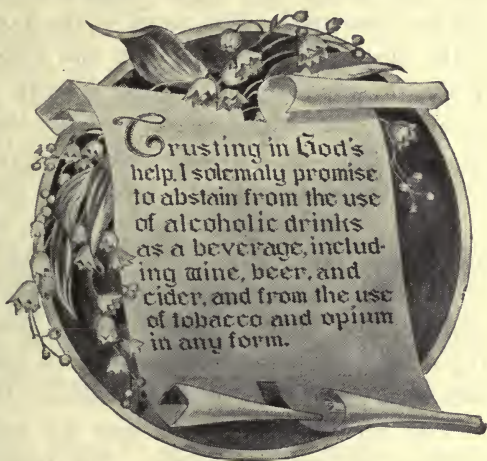 Trusting in God's
help, I solemnly promise
to abstain from the use
of alcoholic drinks
as a beverage, includ-
ing wine, beer, and
cider, and from the use
of tobacco and opium
in any form.